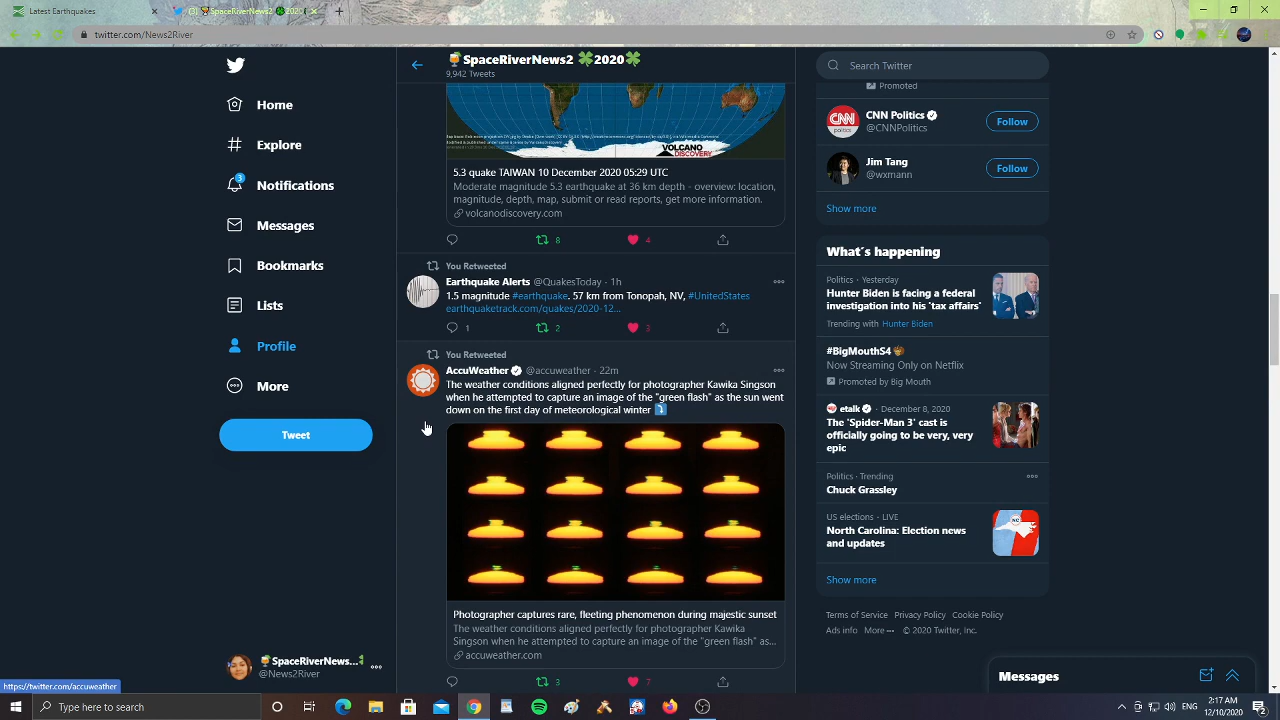 Latest Earthquakes
(3) SpaceRiverNews2 2020
twitter.com/News2River
SpaceRiverNews2 2020
9,942 Tweets
Home
Explore
3
Notifications
Messages
Bookmarks
Lists
Profile
More
Tweet
SpaceRiverNews...
@News2River
https://twitter.com/accuweather
VOLCANO
DISCOVERY
5.3 quake TAIWAN 10 December 2020 05:29 UTC
Moderate magnitude 5.3 earthquake at 36 km depth - overview: location,
magnitude, depth, map, submit or read reports, get more information.
volcanodiscovery.com
8 4
You Retweeted
Earthquake Alerts @QuakesToday · 1h
1.5 magnitude #earthquake. 57 km from Tonopah, NV, #UnitedStates
earthquaketrack.com/quakes/2020-12...
1 2 3
You Retweeted
AccuWeather @accuweather · 22m
The weather conditions aligned perfectly for photographer Kawika Singson
when he attempted to capture an image of the "green flash" as the sun went
down on the first day of meteorological winter
Photographer captures rare, fleeting phenomenon during majestic sunset
The weather conditions aligned perfectly for photographer Kawika
Singson when he attempted to capture an image of the "green flash" as...
accuweather.com
3 7
Search Twitter
Promoted
CNN politics
CNN Politics
@CNNPolitics
Follow
Jim Tang
@wxmann
Follow
Show more
What's happening
Politics · Yesterday
Hunter Biden is facing a federal
investigation into his 'tax affairs'
Trending with Hunter Biden
#BigMouthS4
Now Streaming Only on Netflix
Promoted by Big Mouth
etalk · December 8, 2020
The 'Spider-Man 3' cast is
officially going to be very, very
epic
Politics · Trending
Chuck Grassley
US elections · LIVE
North Carolina: Election news
and updates
NC
Show more
Terms of Service Privacy Policy Cookie Policy
Ads info More © 2020 Twitter, Inc.
Messages
Type here to search
2:17 AM
12/10/2020
2